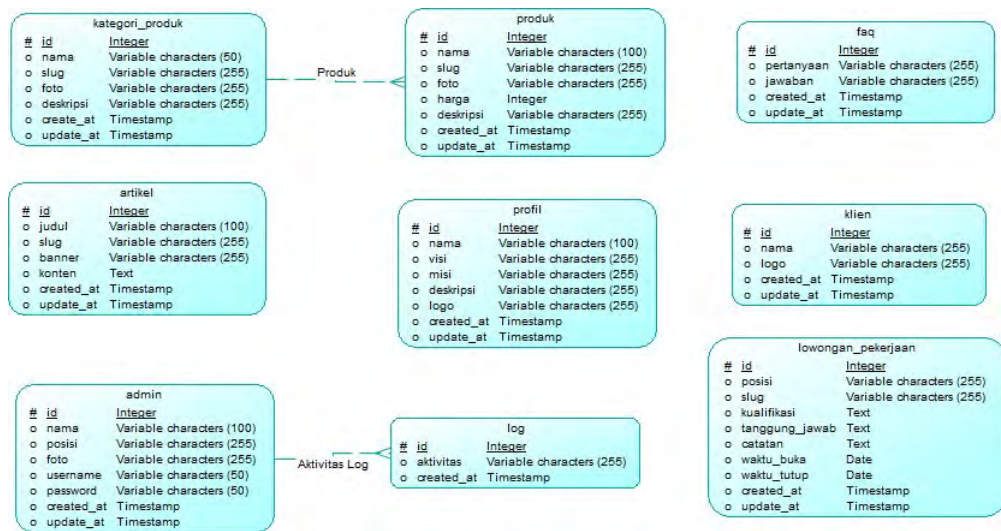 kategori_produk
# id Integer
o nama Variable characters (50)
o slug Variable characters (255)
o foto Variable characters (255)
o deskripsi Variable characters (255)
o create_at Timestamp
o update_at Timestamp
Produk
produk
# id Integer
o nama Variable characters (100)
o slug Variable characters (255)
o foto Variable characters (255)
o harga Integer
o deskripsi Variable characters (255)
o created_at Timestamp
o update_at Timestamp
faq
# id Integer
o pertanyaan Variable characters (255)
o jawaban Variable characters (255)
o created_at Timestamp
o update_at Timestamp
artikel
# id Integer
o judul Variable characters (100)
o slug Variable characters (255)
o banner Variable characters (255)
o konten Text
o created_at Timestamp
o update_at Timestamp
profil
# id Integer
o nama Variable characters (100)
o visi Variable characters (255)
o misi Variable characters (255)
o deskripsi Variable characters (255)
o logo Variable characters (255)
o created_at Timestamp
o update_at Timestamp
klien
# id Integer
o nama Variable characters (255)
o logo Variable characters (255)
o created_at Timestamp
o update_at Timestamp
admin
# id Integer
o nama Variable characters (100)
o posisi Variable characters (255)
o foto Variable characters (255)
o username Variable characters (50)
o password Variable characters (50)
o created_at Timestamp
o update_at Timestamp
Aktivitas Log
log
# id Integer
o aktivitas Variable characters (255)
o created_at Timestamp
lowongan_pekerjaan
# id Integer
o posisi Variable characters (255)
o slug Variable characters (255)
o kualifikasi Text
o tanggung_jawab Text
o catatan Text
o waktu_buka Date
o waktu_tutup Date
o created_at Timestamp
o update_at Timestamp